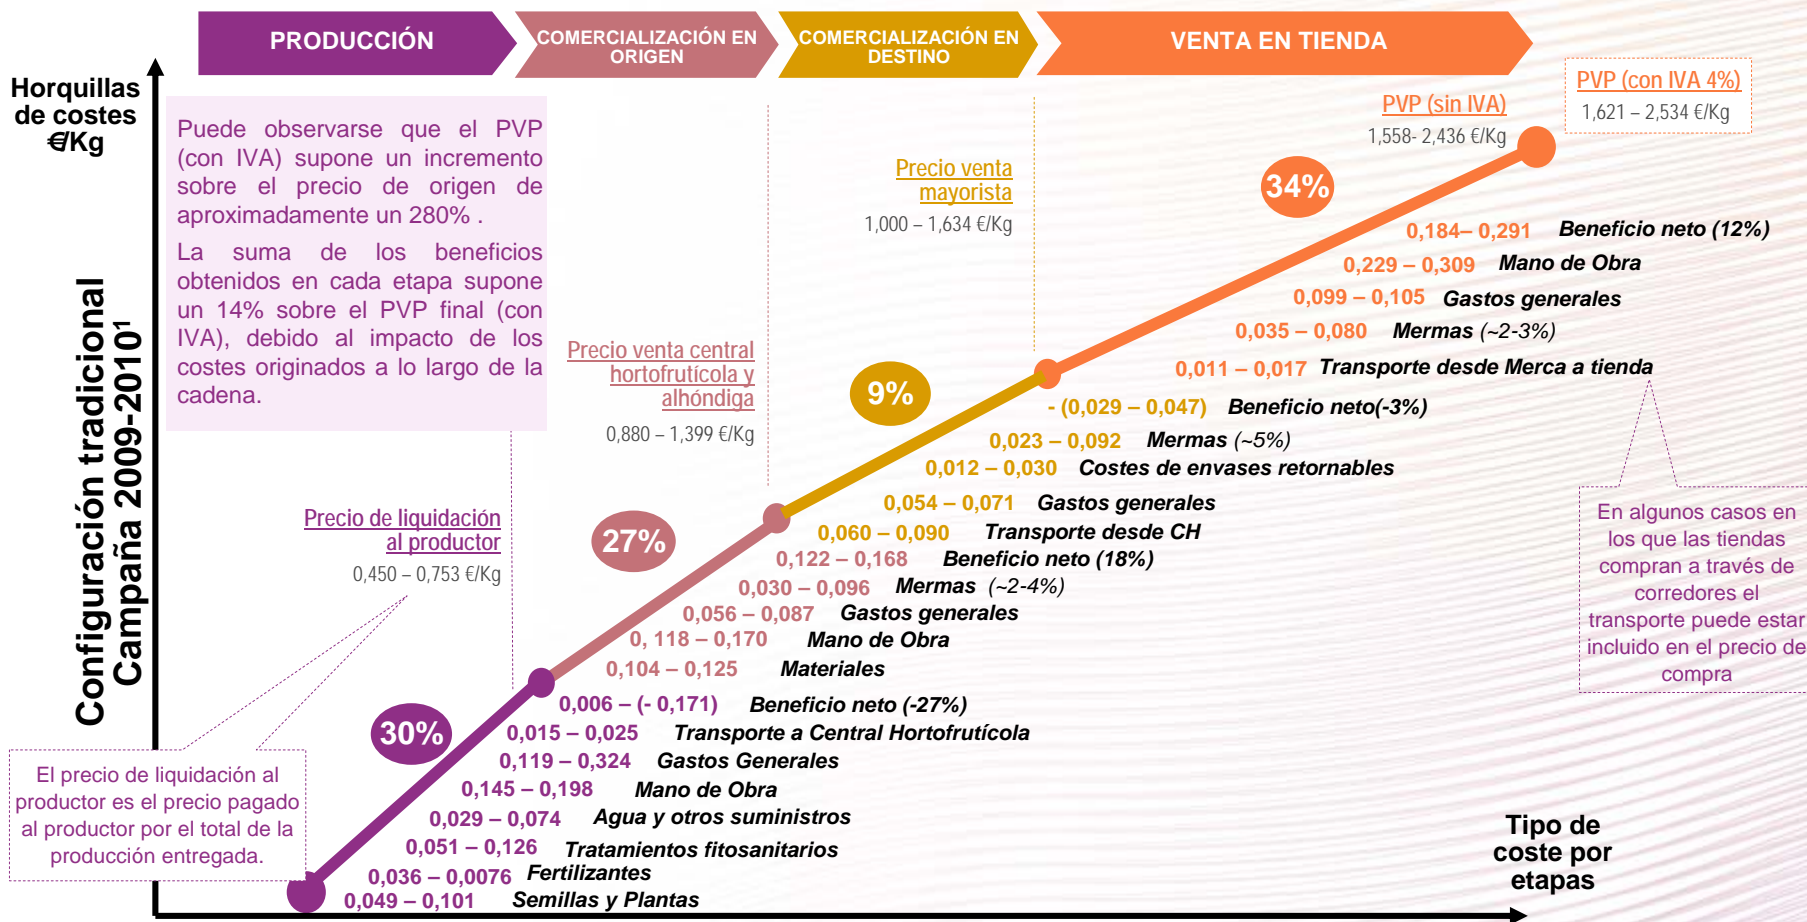 PRODUCCIÓN
COMERCIALIZACIÓN EN
ORIGEN
COMERCIALIZACIÓN EN
DESTINO
VENTA EN TIENDA
Horquillas
de costes
€/Kg
Configuración tradicional
Campaña 2009-2010¹
Puede observarse que el PVP
(con IVA) supone un incremento
sobre el precio de origen de
aproximadamente un 280% .
La suma de los beneficios
obtenidos en cada etapa supone
un 14% sobre el PVP final (con
IVA), debido al impacto de los
costes originados a lo largo de la
cadena.
PVP (con IVA 4%)
1,621 – 2,534 €/Kg
PVP (sin IVA)
1,558- 2,436 €/Kg
Precio venta
mayorista
1,000 – 1,634 €/Kg
Precio venta central
hortofrutícola y
alhóndiga
0,880 – 1,399 €/Kg
Precio de liquidación
al productor
0,450 – 0,753 €/Kg
34%
9%
27%
30%
0,184– 0,291 Beneficio neto (12%)
0,229 – 0,309 Mano de Obra
0,099 – 0,105 Gastos generales
0,035 – 0,080 Mermas (~2-3%)
0,011 – 0,017 Transporte desde Merca a tienda
- (0,029 – 0,047) Beneficio neto(-3%)
0,023 – 0,092 Mermas (~5%)
0,012 – 0,030 Costes de envases retornables
0,054 – 0,071 Gastos generales
0,060 – 0,090 Transporte desde CH
0,122 – 0,168 Beneficio neto (18%)
0,030 – 0,096 Mermas (~2-4%)
0,056 – 0,087 Gastos generales
0, 118 – 0,170 Mano de Obra
0,104 – 0,125 Materiales
0,006 – (- 0,171) Beneficio neto (-27%)
0,015 – 0,025 Transporte a Central Hortofrutícola
0,119 – 0,324 Gastos Generales
0,145 – 0,198 Mano de Obra
0,029 – 0,074 Agua y otros suministros
0,051 – 0,126 Tratamientos fitosanitarios
0,036 – 0,0076 Fertilizantes
0,049 – 0,101 Semillas y Plantas
El precio de liquidación al
productor es el precio pagado
al productor por el total de la
producción entregada.
En algunos casos en
los que las tiendas
compran a través de
corredores el
transporte puede estar
incluido en el precio de
compra
Tipo de
coste por
etapas